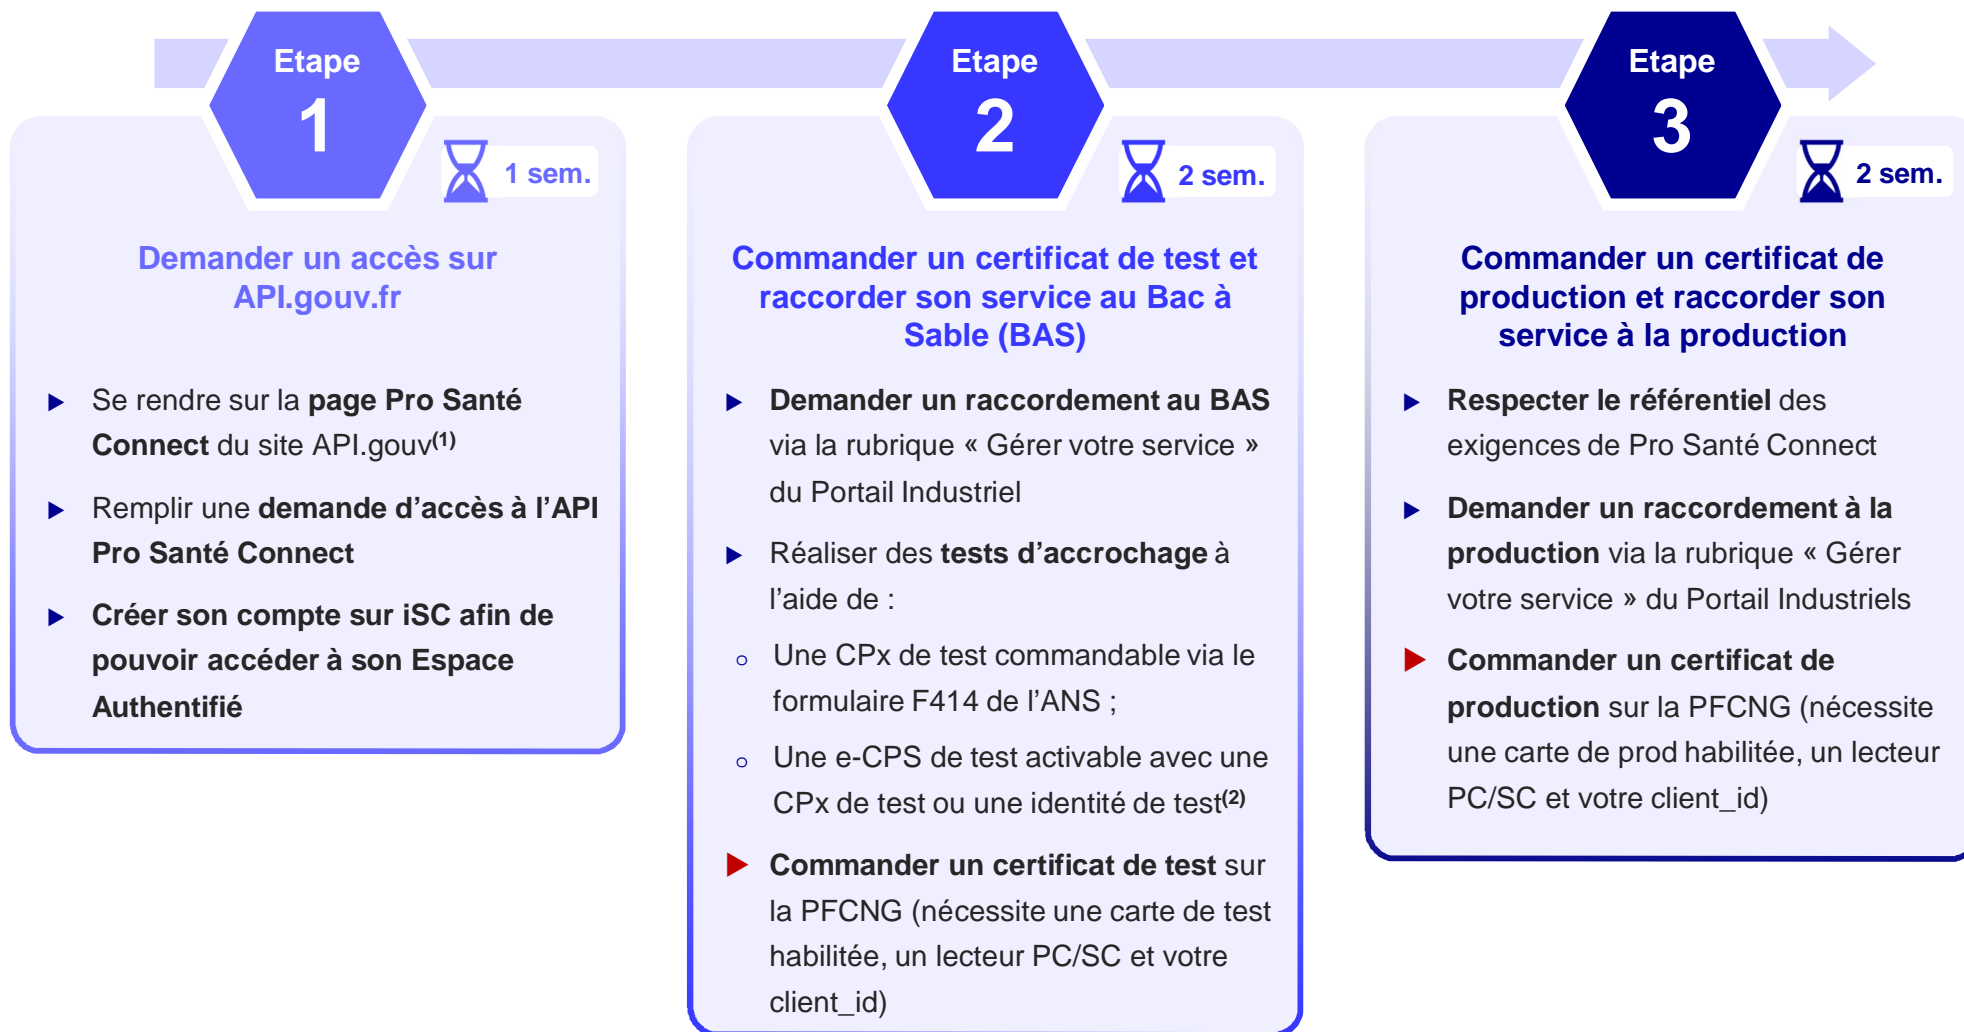 Etape
1
1 sem.
Demander un accès sur
API.gouv.fr
Se rendre sur la page Pro Santé
Connect du site API.gouv(1)
Remplir une demande d’accès à l’API
Pro Santé Connect
Créer son compte sur iSC afin de
pouvoir accéder à son Espace
Authentifié
Etape
2
2 sem.
Commander un certificat de test et
raccorder son service au Bac à
Sable (BAS)
Demander un raccordement au BAS
via la rubrique « Gérer votre service »
du Portail Industriel
Réaliser des tests d’accrochage à
l’aide de :
Une CPx de test commandable via le
formulaire F414 de l’ANS ;
Une e-CPS de test activable avec une
CPx de test ou une identité de test(2)
Commander un certificat de test sur
la PFCNG (nécessite une carte de test
habilitée, un lecteur PC/SC et votre
client_id)
Etape
3
2 sem.
Commander un certificat de
production et raccorder son
service à la production
Respecter le référentiel des
exigences de Pro Santé Connect
Demander un raccordement à la
production via la rubrique « Gérer
votre service » du Portail Industriels
Commander un certificat de
production sur la PFCNG (nécessite
une carte de prod habilitée, un lecteur
PC/SC et votre client_id)